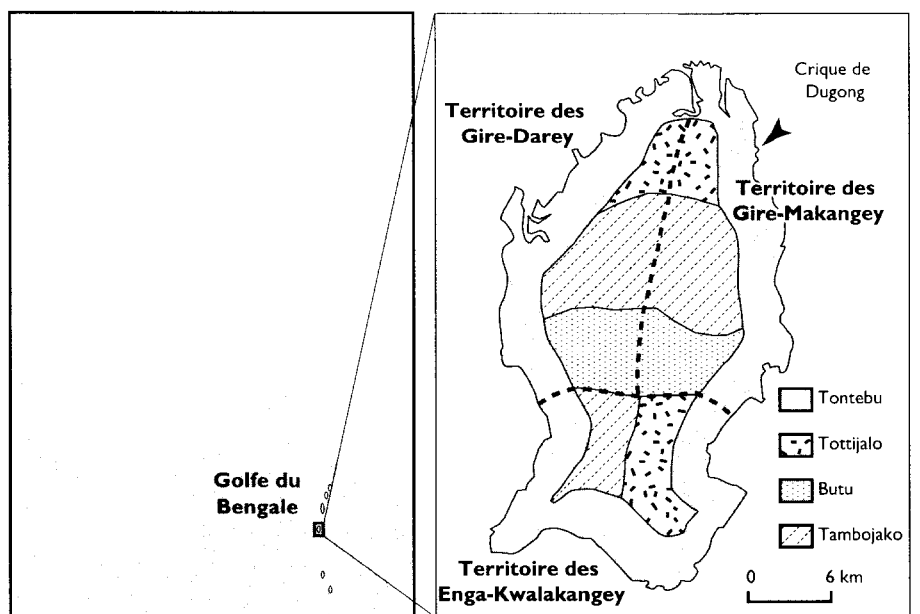 Golfe du
Bengale
Crique de
Dugong
Territoire des
Gire-Darey
Territoire des
Gire-Makangey
Tontebu
Tottijalo
Butu
Tambojako
Territoire des
Enga-Kwalakangey
0 6 km